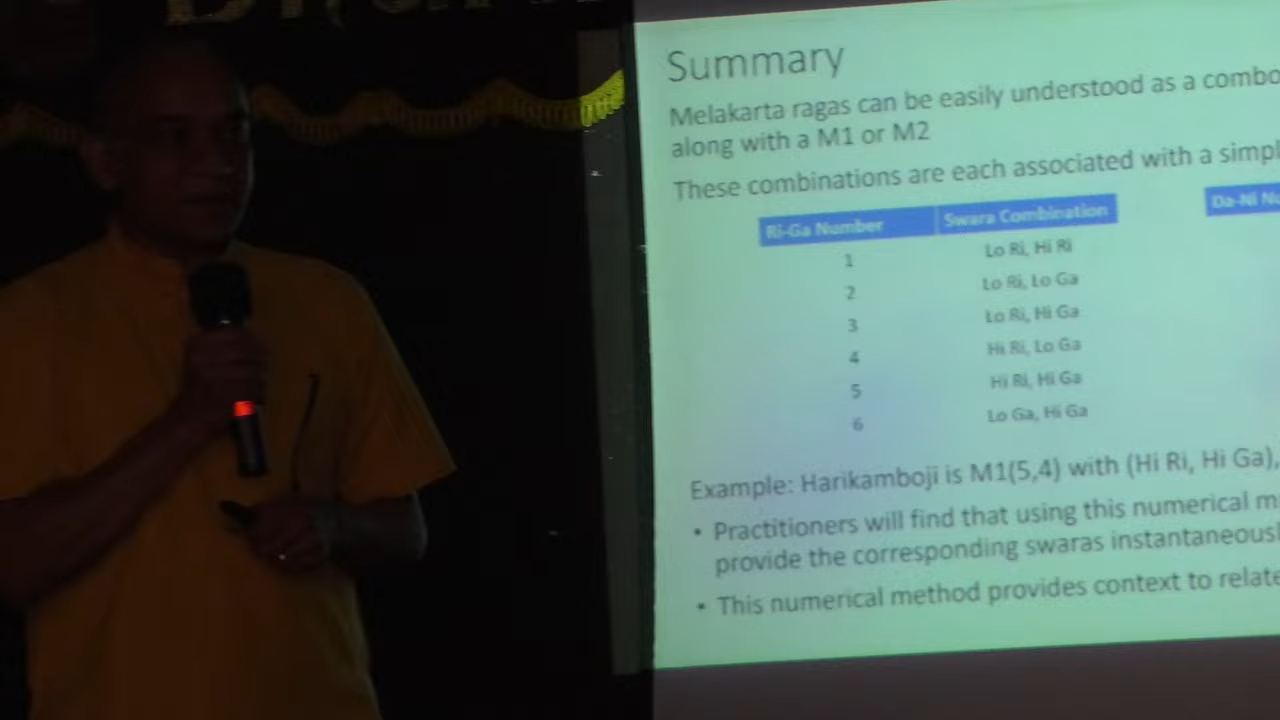 Summary
Melakarta ragas can be easily understood as a combo
along with a M1 or M2
These combinations are each associated with a simpl
Ri-Ga Number Swara Combination Da-Ni Nu
1 Lo Ri, Hi Ri
2 Lo Ri, Lo Ga
3 Lo Ri, Hi Ga
4 Hi Ri, Lo Ga
5 Hi Ri, Hi Ga
6 Lo Ga, Hi Ga
Example: Harikamboji is M1(5,4) with (Hi Ri, Hi Ga),
• Practitioners will find that using this numerical m
provide the corresponding swaras instantaneousl
• This numerical method provides context to relate